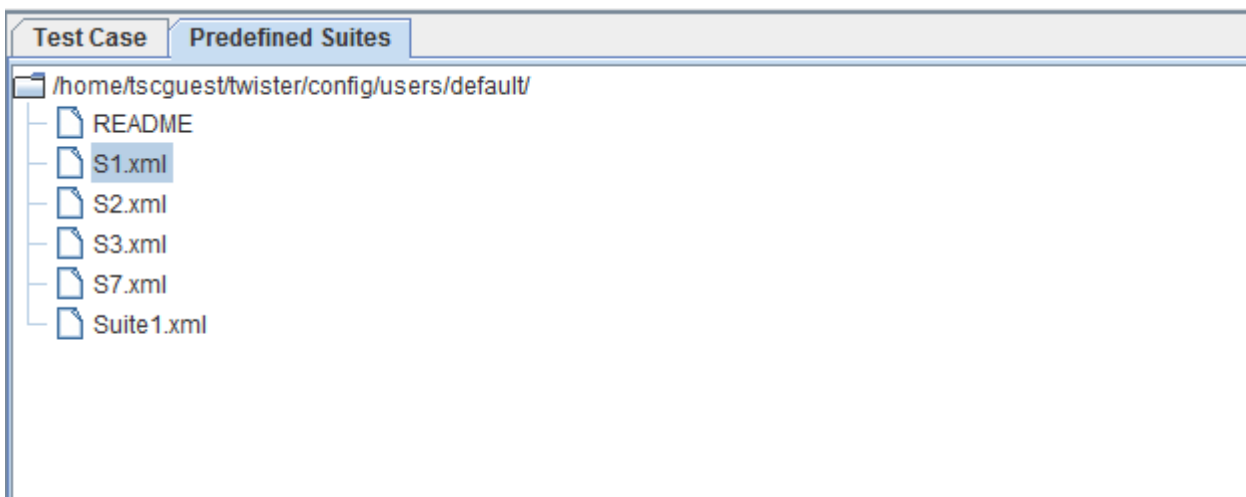 Test Case Predefined Suites
/home/tscguest/twister/config/users/default/
README
S1.xml
S2.xml
S3.xml
S7.xml
Suite1.xml